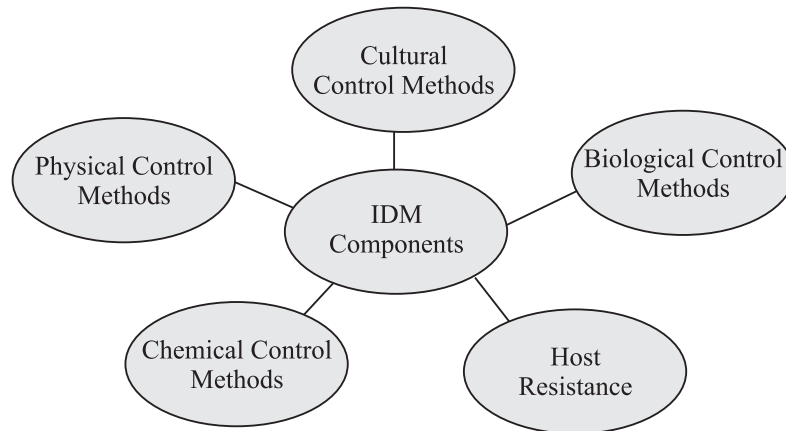 Cultural
Control Methods
Physical Control
Methods
Biological Control
Methods
IDM
Components
Chemical Control
Methods
Host
Resistance